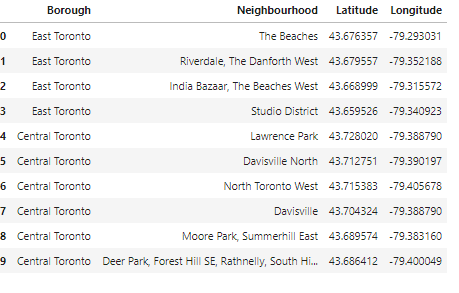 Borough Neighbourhood Latitude Longitude
0 East Toronto The Beaches 43.676357 -79.293031
1 East Toronto Riverdale, The Danforth West 43.679557 -79.352188
2 East Toronto India Bazaar, The Beaches West 43.668999 -79.315572
3 East Toronto Studio District 43.659526 -79.340923
4 Central Toronto Lawrence Park 43.728020 -79.388790
5 Central Toronto Davisville North 43.712751 -79.390197
6 Central Toronto North Toronto West 43.715383 -79.405678
7 Central Toronto Davisville 43.704324 -79.388790
8 Central Toronto Moore Park, Summerhill East 43.689574 -79.383160
9 Central Toronto Deer Park, Forest Hill SE, Rathnelly, South Hi... 43.686412 -79.400049